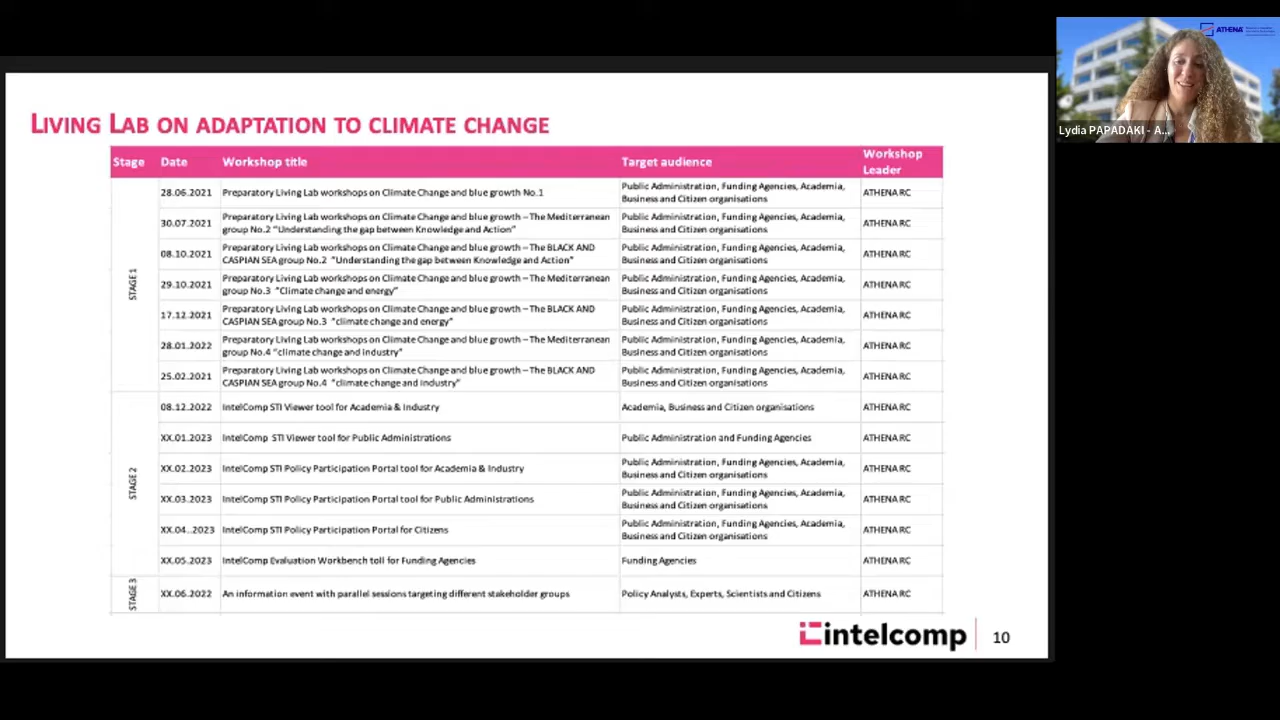 ATHENA
Lydia PAPADAKI - A...
LIVING LAB ON ADAPTATION TO CLIMATE CHANGE
Stage Date Workshop title Target audience Workshop Leader
STAGE 1
28.06.2021 Preparatory Living Lab workshops on Climate Change and blue growth No.1 Public Administration, Funding Agencies, Academia, ATHENA RC
Business and Citizen organisations
30.07.2021 Preparatory Living Lab workshops on Climate Change and blue growth – The Mediterranean Public Administration, Funding Agencies, Academia, ATHENA RC
group No.2 "Understanding the gap between Knowledge and Action" Business and Citizen organisations
08.10.2021 Preparatory Living Lab workshops on Climate Change and blue growth – The BLACK AND Public Administration, Funding Agencies, Academia, ATHENA RC
CASPIAN SEA group No.2 "Understanding the gap between Knowledge and Action" Business and Citizen organisations
29.10.2021 Preparatory Living Lab workshops on Climate Change and blue growth – The Mediterranean Public Administration, Funding Agencies, Academia, ATHENA RC
group No.3 "Climate change and energy" Business and Citizen organisations
17.12.2021 Preparatory Living Lab workshops on Climate Change and blue growth – The BLACK AND Public Administration, Funding Agencies, Academia, ATHENA RC
CASPIAN SEA group No.3 "climate change and energy" Business and Citizen organisations
28.01.2022 Preparatory Living Lab workshops on Climate Change and blue growth – The Mediterranean Public Administration, Funding Agencies, Academia, ATHENA RC
group No.4 "climate change and industry" Business and Citizen organisations
25.02.2021 Preparatory Living Lab workshops on Climate Change and blue growth – The BLACK AND Public Administration, Funding Agencies, Academia, ATHENA RC
CASPIAN SEA group No.4 "climate change and industry" Business and Citizen organisations
STAGE 2
08.12.2022 IntelComp STI Viewer tool for Academia & Industry Academia, Business and Citizen organisations ATHENA RC
XX.01.2023 IntelComp STI Viewer tool for Public Administrations Public Administration and Funding Agencies ATHENA RC
XX.02.2023 IntelComp STI Policy Participation Portal tool for Academia & Industry Public Administration, Funding Agencies, Academia, ATHENA RC
Business and Citizen organisations
XX.03.2023 IntelComp STI Policy Participation Portal tool for Public Administrations Public Administration, Funding Agencies, Academia, ATHENA RC
Business and Citizen organisations
XX.04..2023 IntelComp STI Policy Participation Portal for Citizens Public Administration, Funding Agencies, Academia, ATHENA RC
Business and Citizen organisations
XX.05.2023 IntelComp Evaluation Workbench toll for Funding Agencies Funding Agencies ATHENA RC
STAGE 3
XX.06.2022 An information event with parallel sessions targeting different stakeholder groups Policy Analysts, Experts, Scientists and Citizens ATHENA RC
intelcomp 10